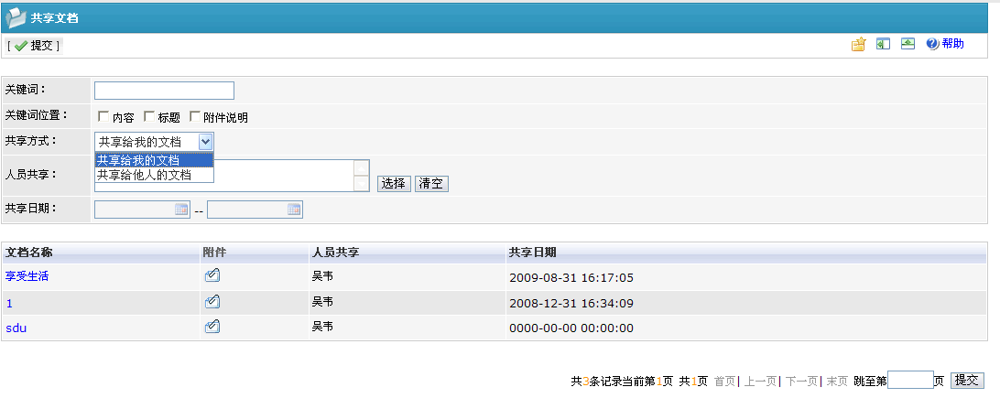 共享文档
[ 提交 ]
帮助
关键词：
关键词位置： 内容 标题 附件说明
共享方式： 共享给我的文档
共享给我的文档
共享给他人的文档
人员共享： 选择 清空
共享日期： --
文档名称 附件 人员共享 共享日期
享受生活 吴韦 2009-08-31 16:17:05
1 吴韦 2008-12-31 16:34:09
sdu 吴韦 0000-00-00 00:00:00
共3条记录当前第1页 共1页 首页| 上一页| 下一页| 末页 跳至第 页 提交